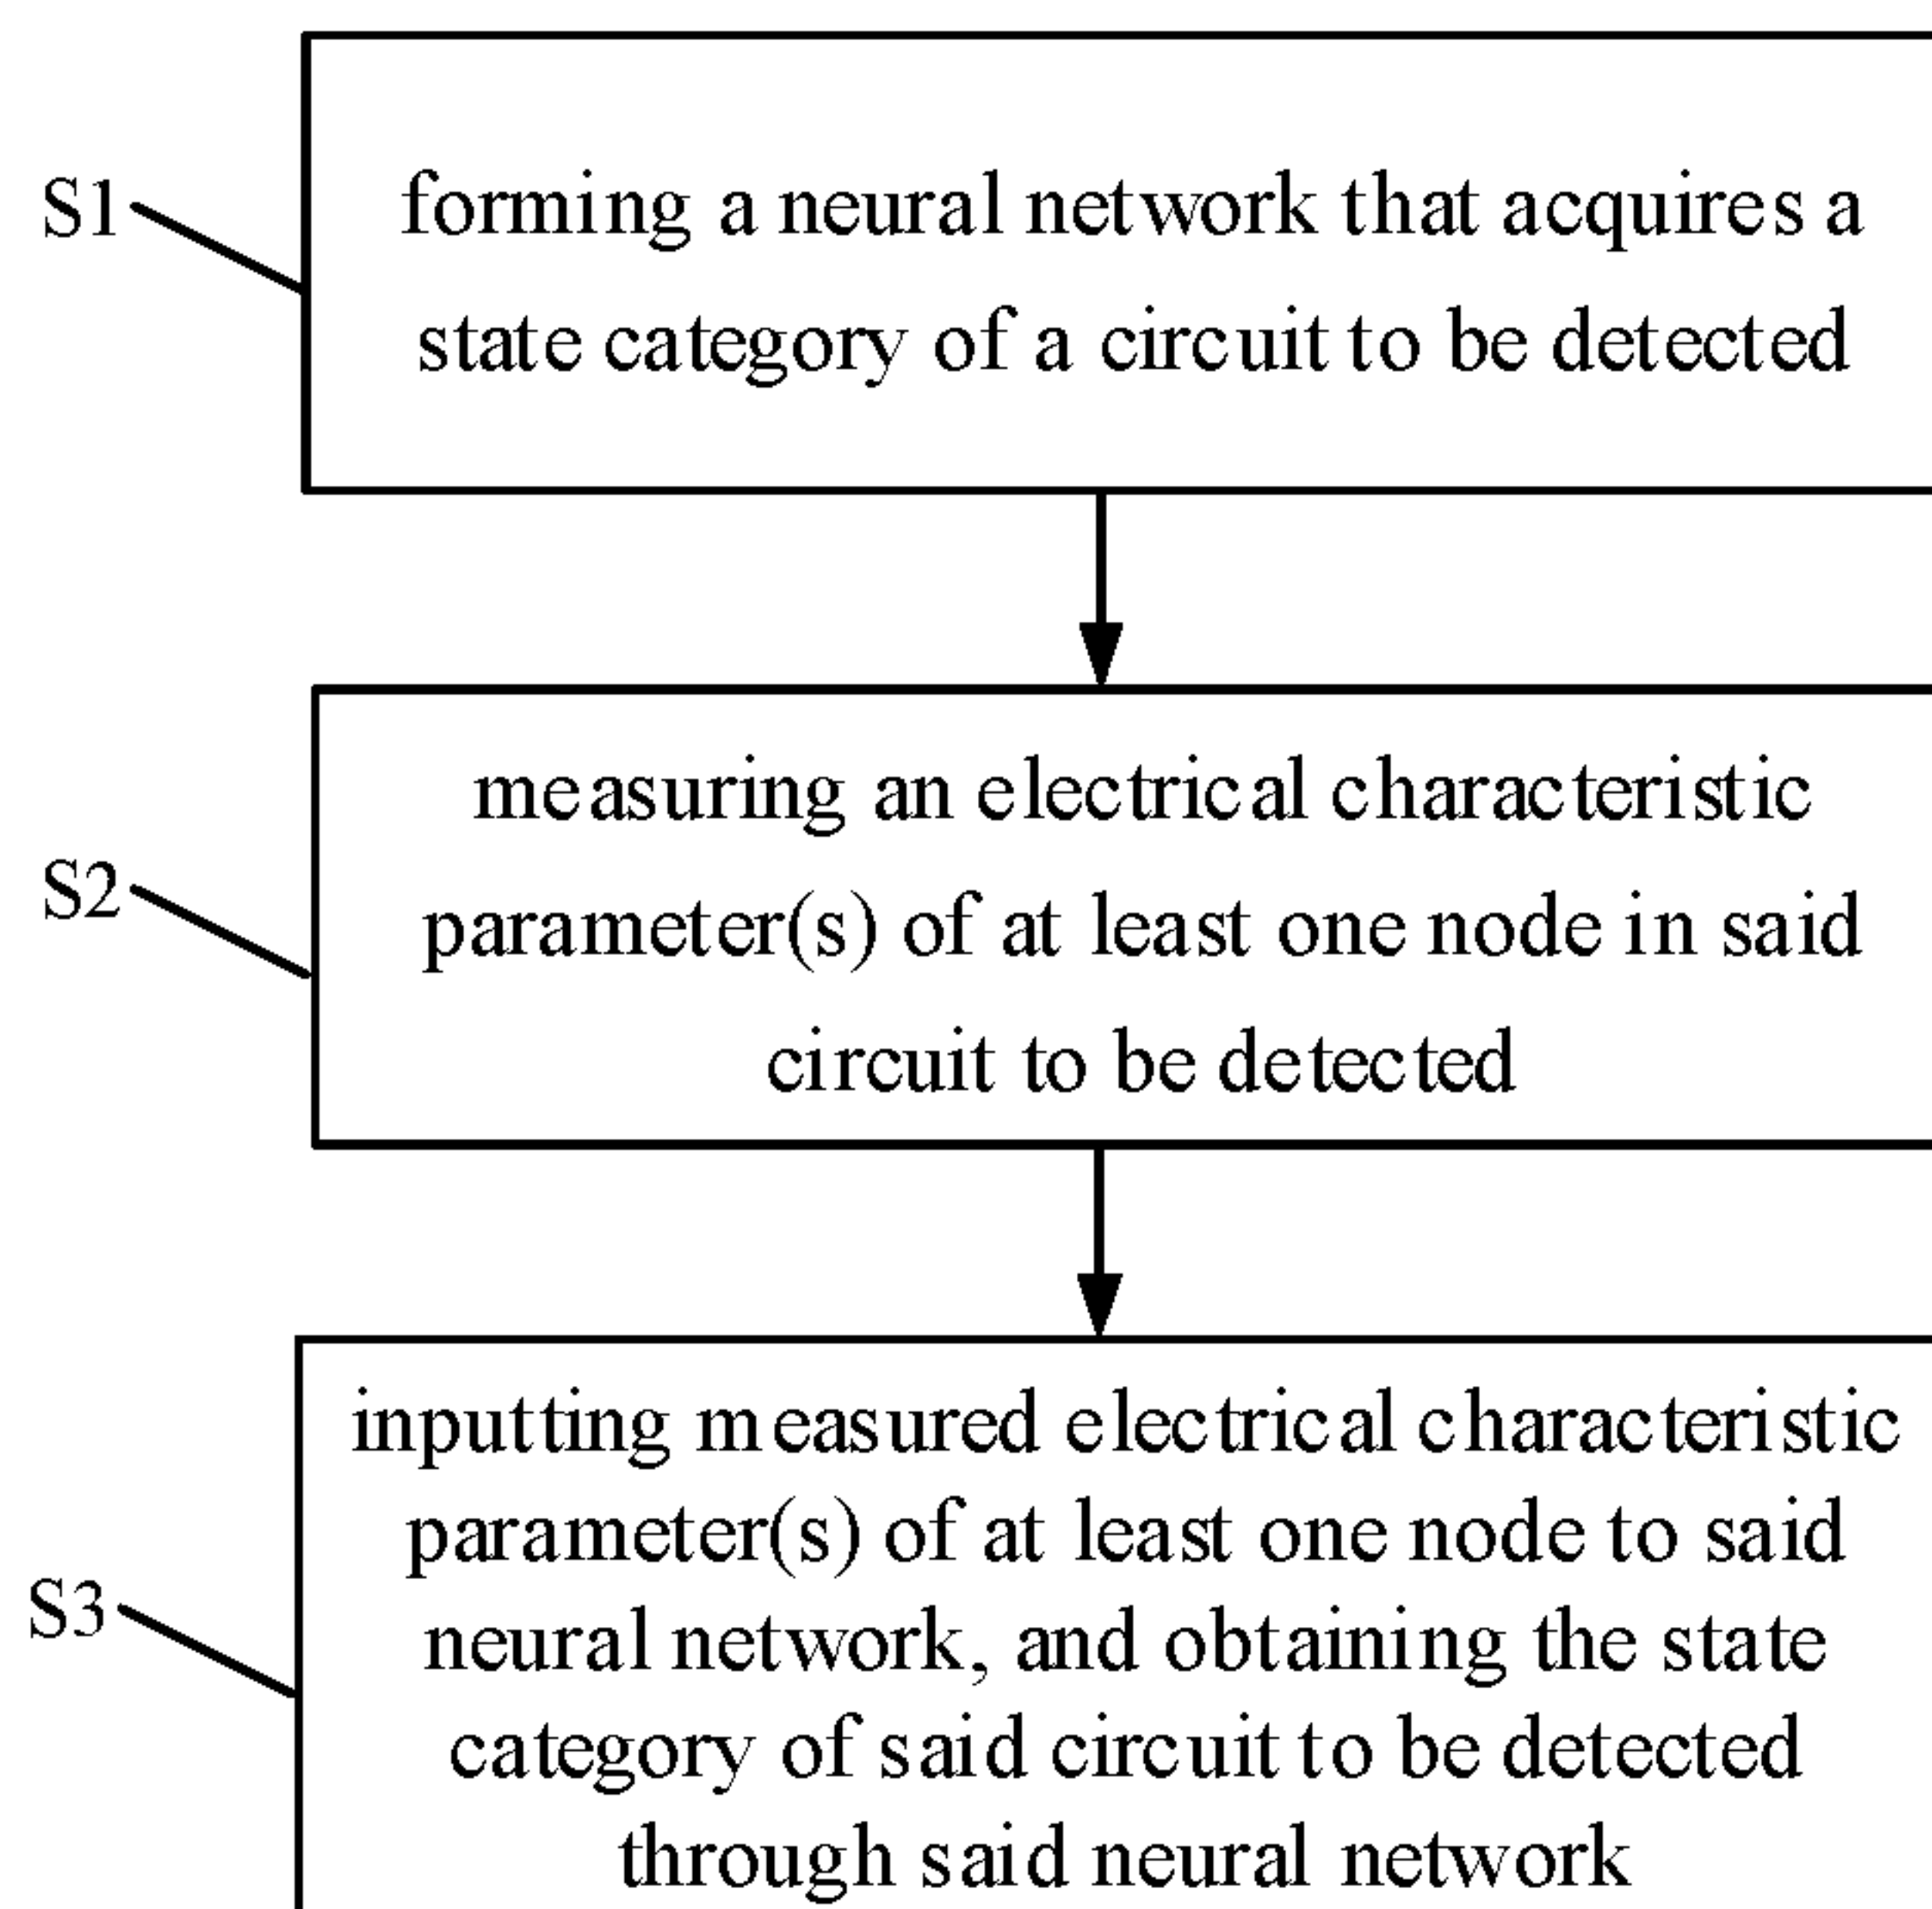 S1
forming a neural network that acquires a
state category of a circuit to be detected
S2
measuring an electrical characteristic
parameter(s) of at least one node in said
circuit to be detected
S3
inputting measured electrical characteristic
parameter(s) of at least one node to said
neural network, and obtaining the state
category of said circuit to be detected
through said neural network